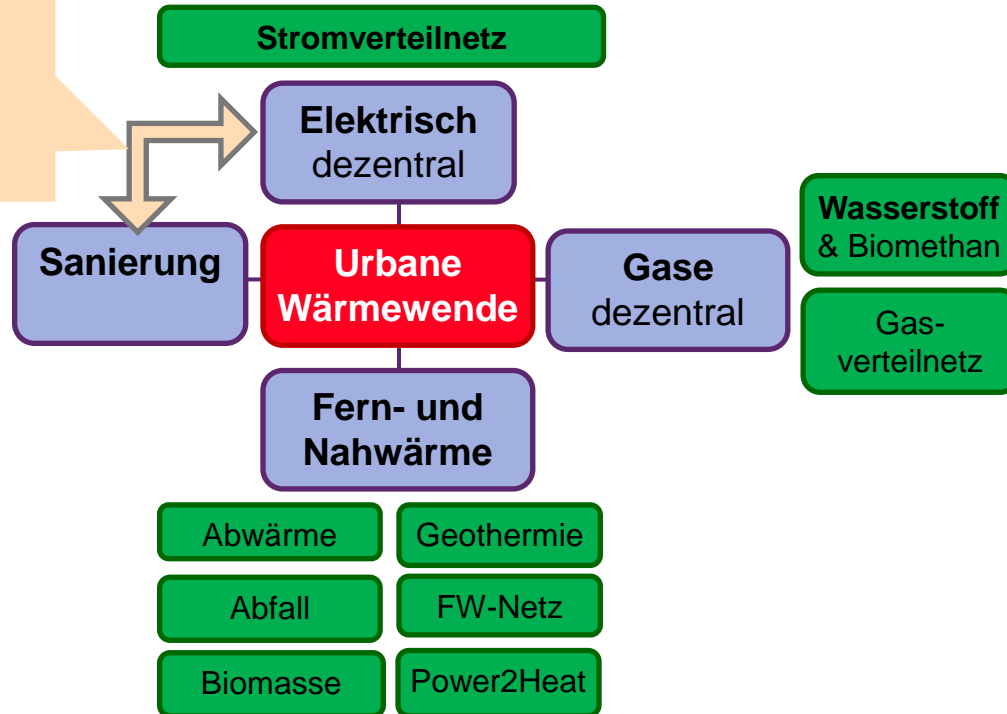 Stromverteilnetz
Elektrisch
dezentral
Sanierung
Urbane
Wärmewende
Gase
dezentral
Wasserstoff
& Biomethan
Gas-
verteilnetz
Fern- und
Nahwärme
Abwärme
Geothermie
Abfall
FW-Netz
Biomasse
Power2Heat